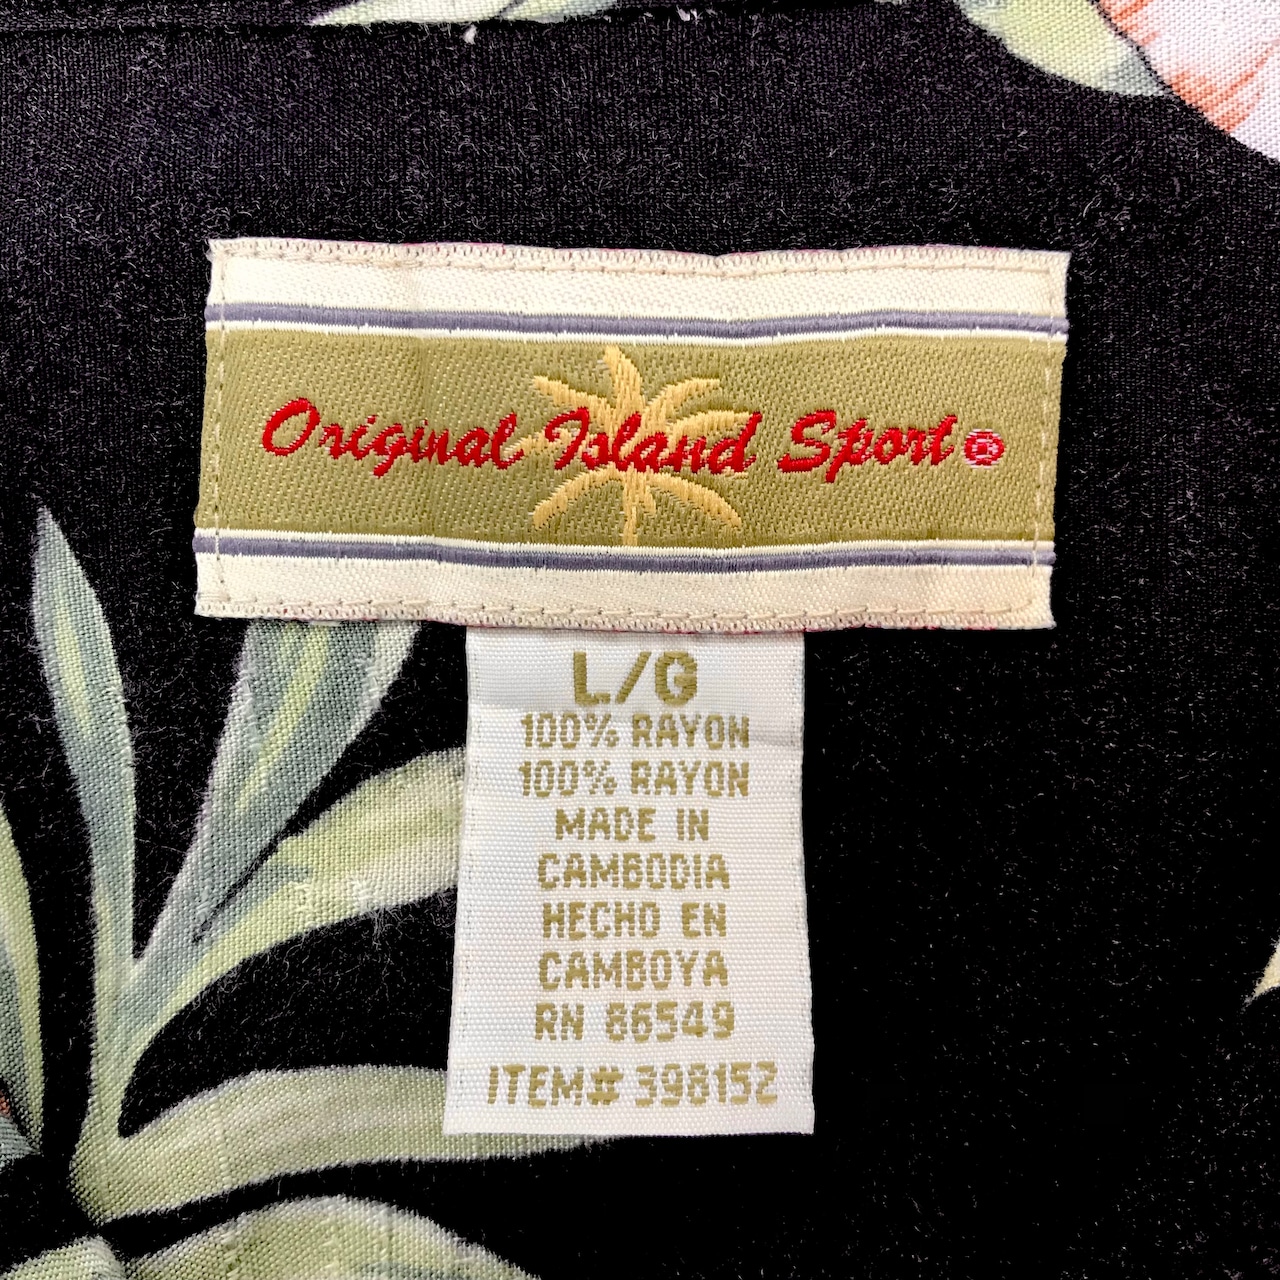 Original Island Sport®
L/G
100% RAYON
100% RAYON
MADE IN
CAMBODIA
HECHO EN
CAMBOYA
RN 86549
ITEM# 398152